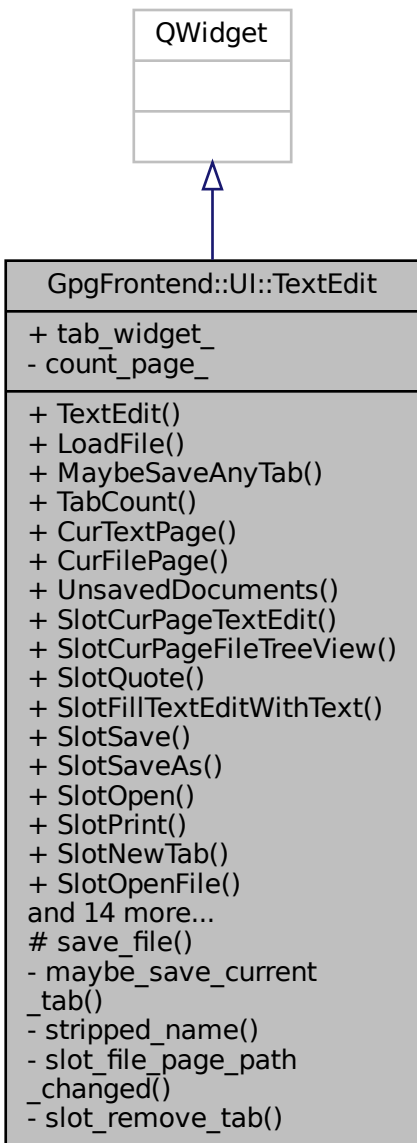 QWidget
GpgFrontend::UI::TextEdit
+ tab_widget_
- count_page_
+ TextEdit()
+ LoadFile()
+ MaybeSaveAnyTab()
+ TabCount()
+ CurTextPage()
+ CurFilePage()
+ UnsavedDocuments()
+ SlotCurPageTextEdit()
+ SlotCurPageFileTreeView()
+ SlotQuote()
+ SlotFillTextEditWithText()
+ SlotSave()
+ SlotSaveAs()
+ SlotOpen()
+ SlotPrint()
+ SlotNewTab()
+ SlotOpenFile()
and 14 more...
# save_file()
- maybe_save_current
_tab()
- stripped_name()
- slot_file_page_path
_changed()
- slot_remove_tab()